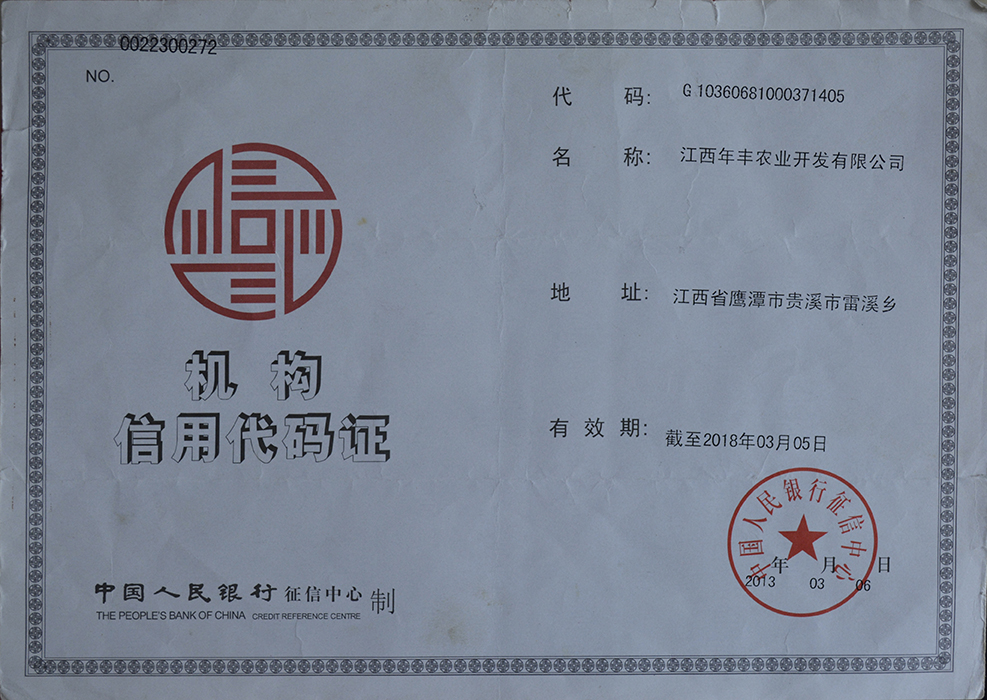 0022300272
NO.
机构
信用代码证
中国人民银行 征信中心 制
THE PEOPLE'S BANK OF CHINA CREDIT REFERENCE CENTRE
代 码: G 10360681000371405
名 称: 江西年丰农业开发有限公司
地 址: 江西省鹰潭市贵溪市雷溪乡
有 效 期: 截至2018年03月05日
中国人民银行征信中心
年 月 日
2013 03 06